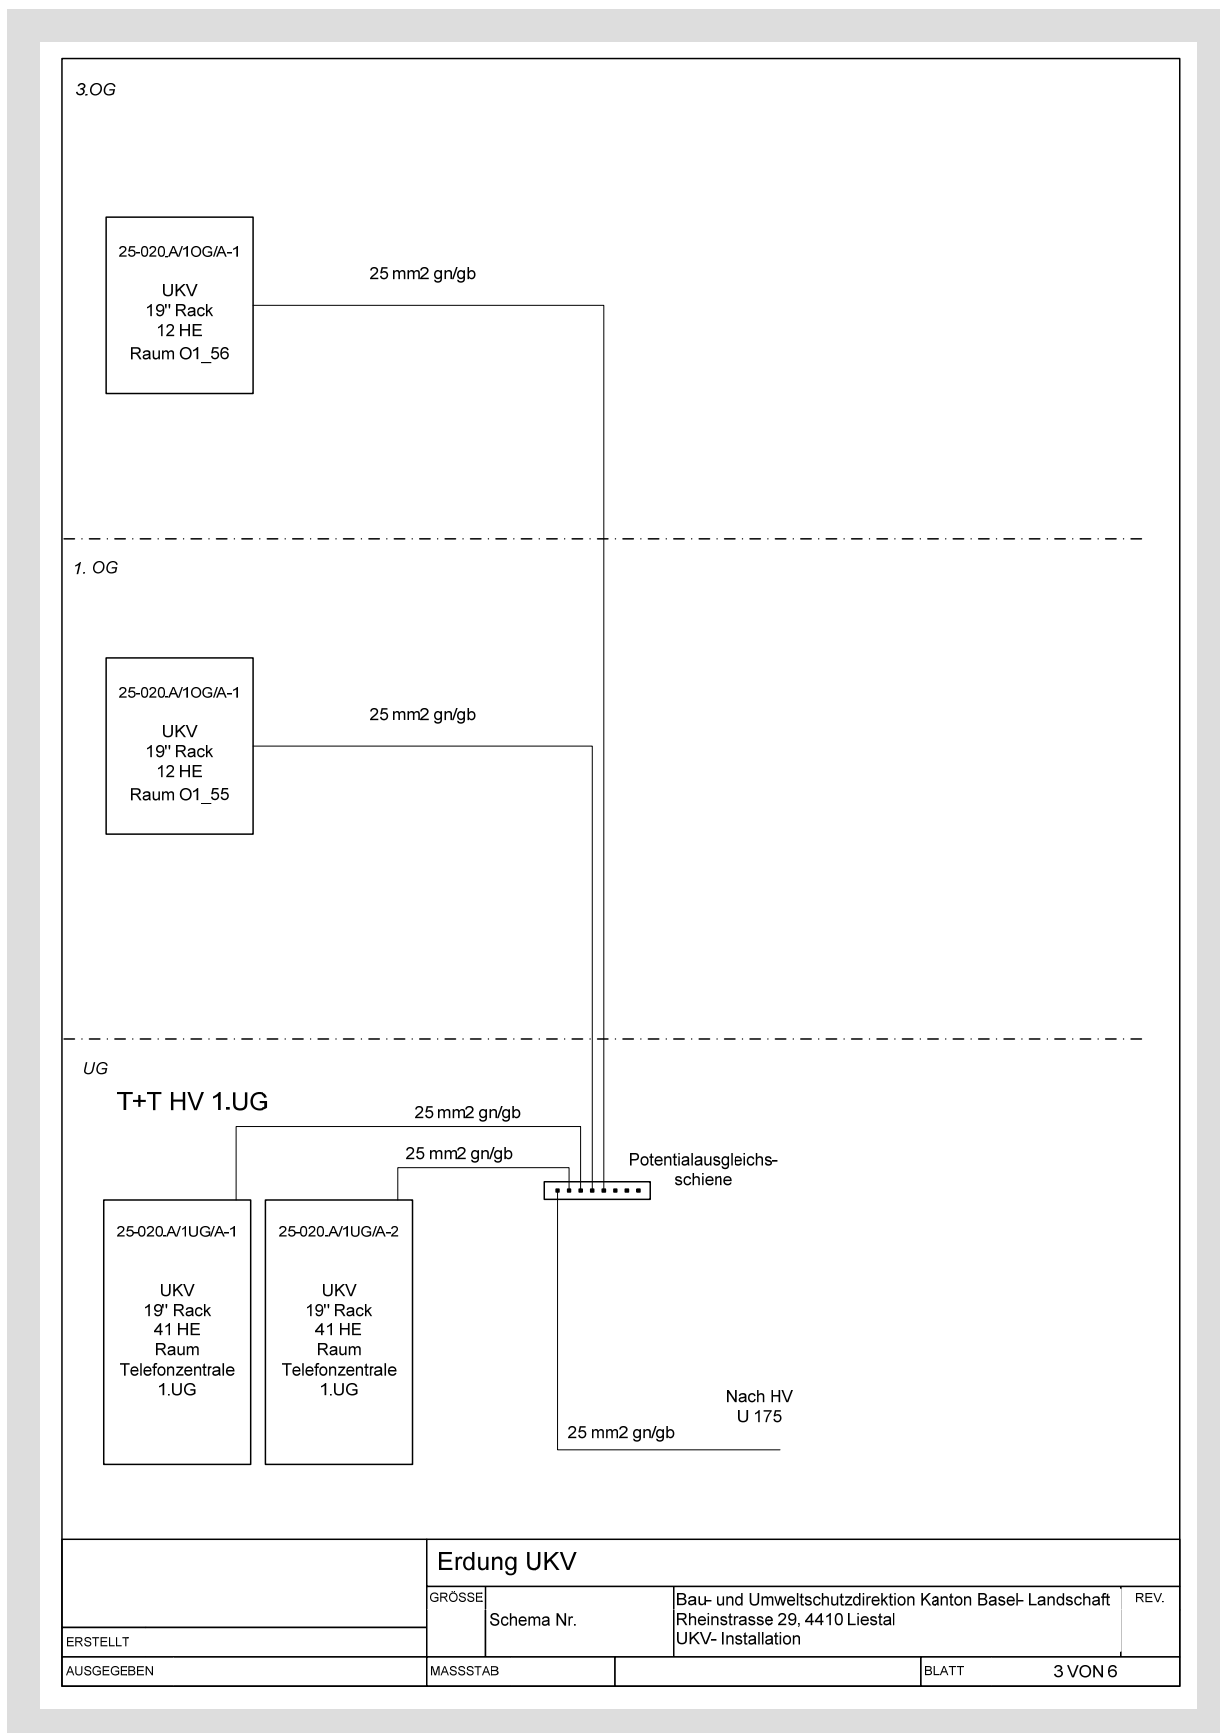 3.OG
25-020.A/1OG/A-1
UKV
19" Rack
12 HE
Raum O1_56
25 mm2 gn/gb
1. OG
25-020.A/1OG/A-1
UKV
19" Rack
12 HE
Raum O1_55
25 mm2 gn/gb
UG
T+T HV 1.UG
25 mm2 gn/gb
25 mm2 gn/gb
Potentialausgleichs-
schiene
25-020.A/1UG/A-1
UKV
19" Rack
41 HE
Raum
Telefonzentrale
1.UG
25-020.A/1UG/A-2
UKV
19" Rack
41 HE
Raum
Telefonzentrale
1.UG
Nach HV
U 175
25 mm2 gn/gb
Erdung UKV
GRÖSSE
Schema Nr.
Bau- und Umweltschutzdirektion Kanton Basel- Landschaft
Rheinstrasse 29, 4410 Liestal
UKV- Installation
REV.
ERSTELLT
AUSGEGEBEN
MASSSTAB
BLATT
3 VON 6